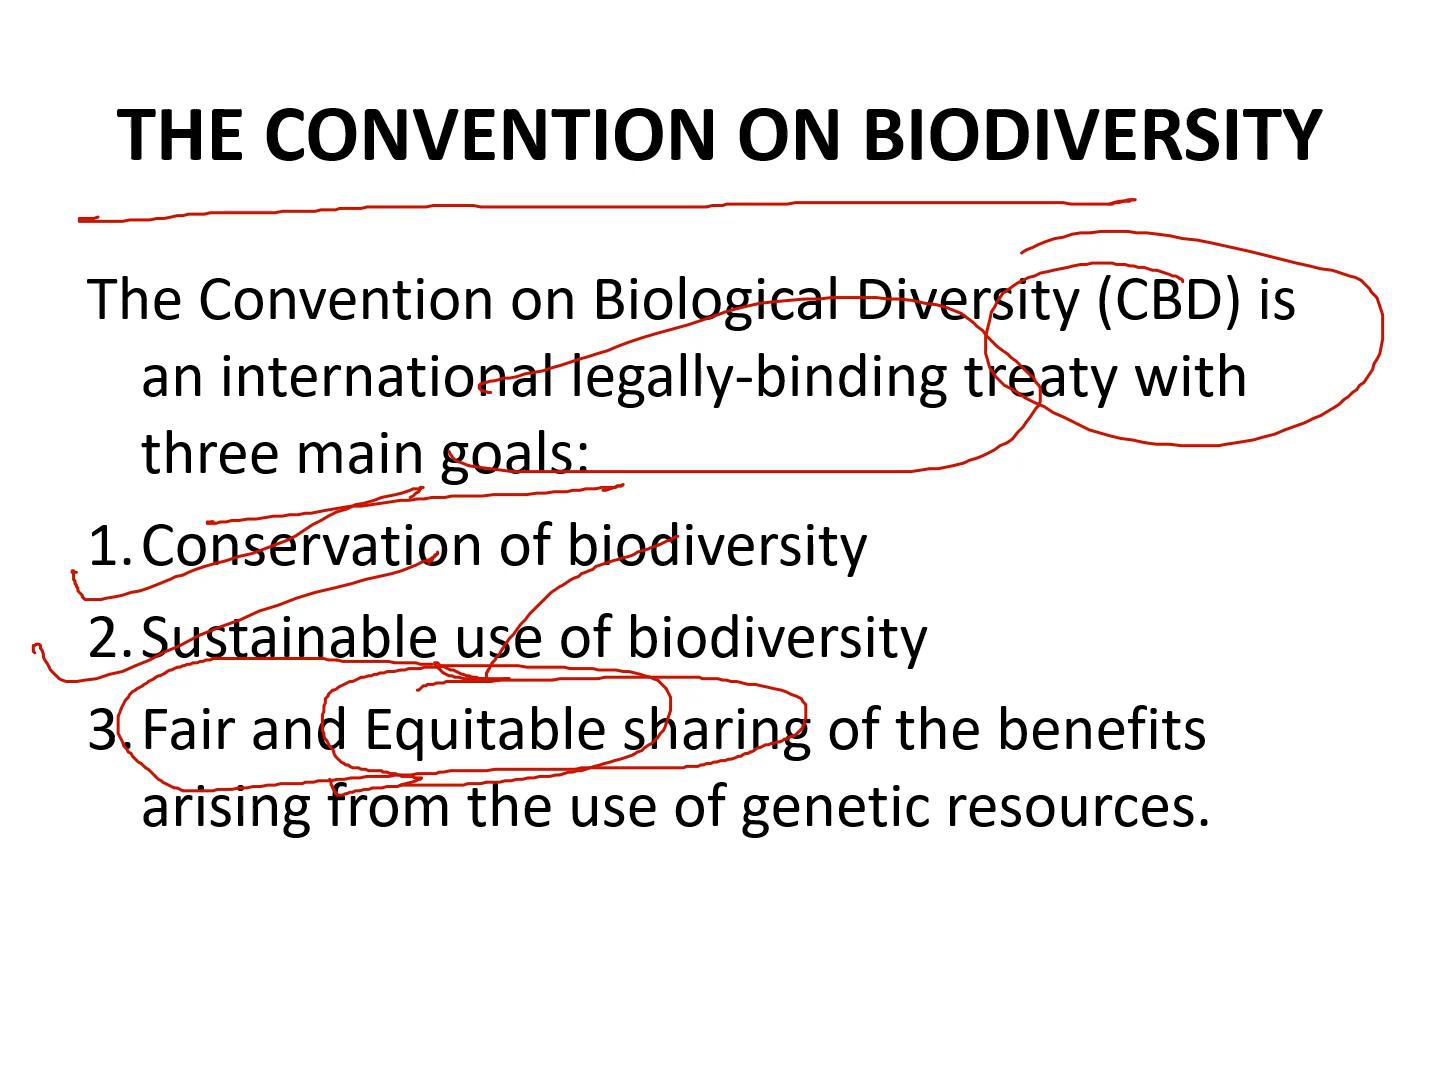 THE CONVENTION ON BIODIVERSITY
The Convention on Biological Diversity (CBD) is
an international legally-binding treaty with
three main goals:
1. Conservation of biodiversity
2. Sustainable use of biodiversity
3. Fair and Equitable sharing of the benefits
arising from the use of genetic resources.